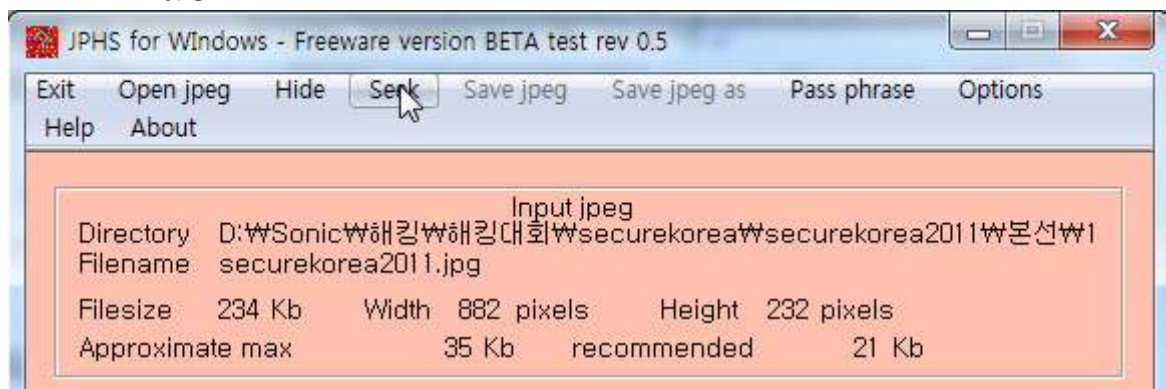 JPHS for WIndows - Freeware version BETA test rev 0.5
Exit Open jpeg Hide Seek Save jpeg Save jpeg as Pass phrase Options
Help About
Input jpeg
Directory D:₩Sonic₩해킹₩해킹대회₩securekorea₩securekorea2011₩본선₩1
Filename securekorea2011.jpg
Filesize 234 Kb Width 882 pixels Height 232 pixels
Approximate max 35 Kb recommended 21 Kb